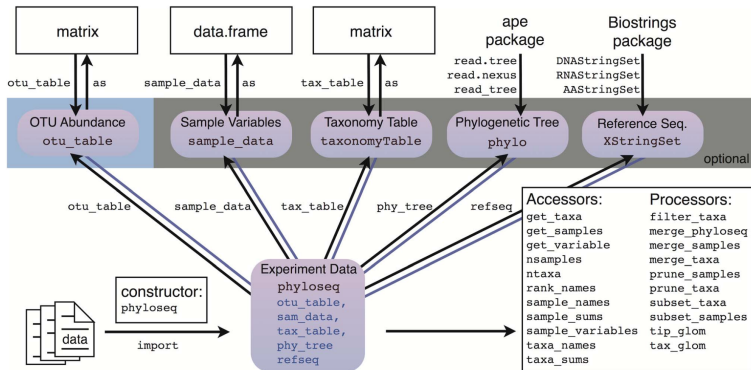 matrix
data.frame
matrix
ape
package
Biostrings
package
otu_table
as
sample_data
as
tax_table
as
read.tree
read.nexus
read_tree
DNAStringSet
RNAStringSet
AAStringSet
OTU Abundance
otu_table
Sample Variables
sample_data
Taxonomy Table
taxonomyTable
Phylogenetic Tree
phylo
Reference Seq.
XStringSet
optional
otu_table
sample_data
tax_table
phy_tree
refseq
data
constructor:
phyloseq
import
Experiment Data
phyloseq
otu_table,
sam_data,
tax_table,
phy_tree
refseq
Accessors:
get_taxa
get_samples
get_variable
nsamples
ntaxa
rank_names
sample_names
sample_sums
sample_variables
taxa_names
taxa_sums
Processors:
filter_taxa
merge_phyloseq
merge_samples
merge_taxa
prune_samples
prune_taxa
subset_taxa
subset_samples
tip_glom
tax_glom